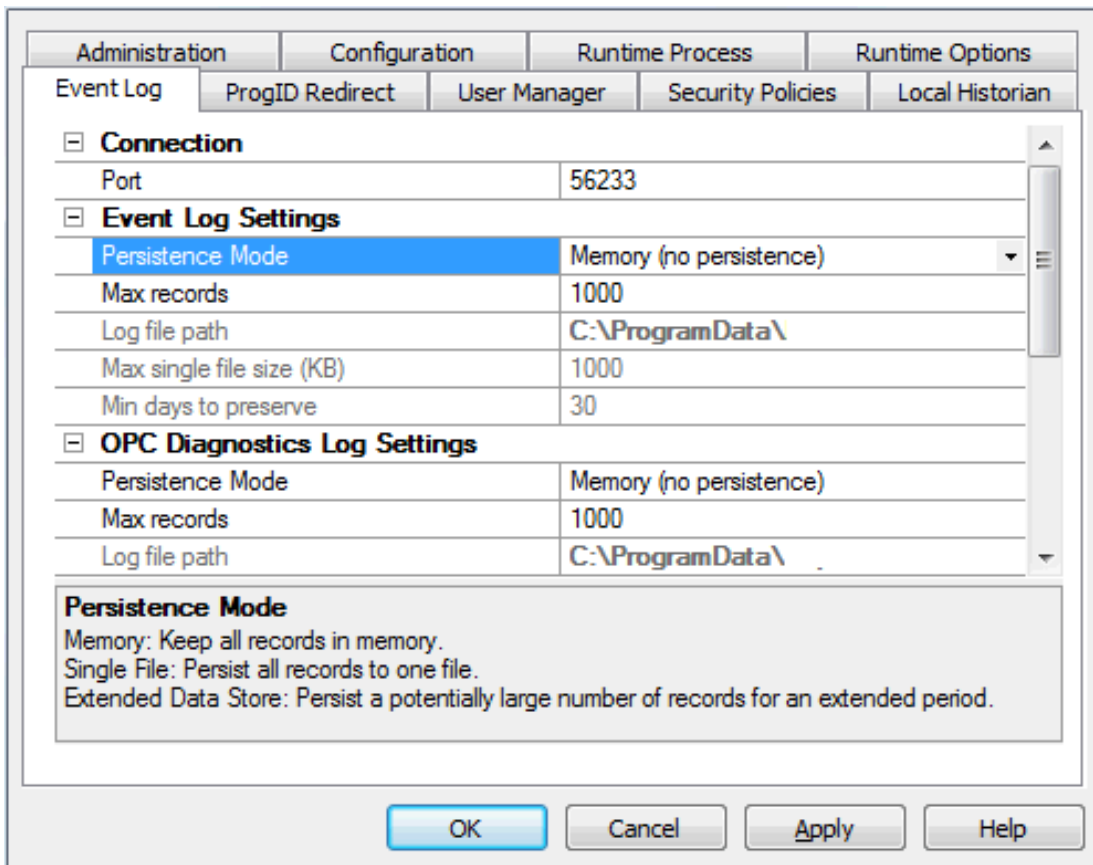 Administration Configuration Runtime Process Runtime Options
Event Log ProgID Redirect User Manager Security Policies Local Historian
Connection
Port 56233
Event Log Settings
Persistence Mode Memory (no persistence)
Max records 1000
Log file path C:\ProgramData\
Max single file size (KB) 1000
Min days to preserve 30
OPC Diagnostics Log Settings
Persistence Mode Memory (no persistence)
Max records 1000
Log file path C:\ProgramData\
Persistence Mode
Memory: Keep all records in memory.
Single File: Persist all records to one file.
Extended Data Store: Persist a potentially large number of records for an extended period.
OK Cancel Apply Help